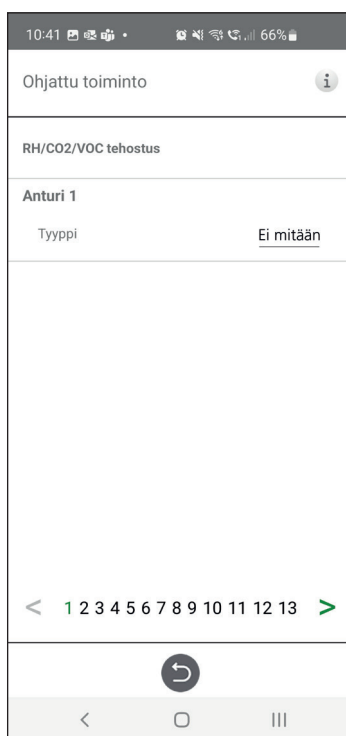 10:41 66%
Ohjattu toiminto i
RH/CO2/VOC tehostus
Anturi 1
Tyyppi Ei mitään
< 1 2 3 4 5 6 7 8 9 10 11 12 13 >